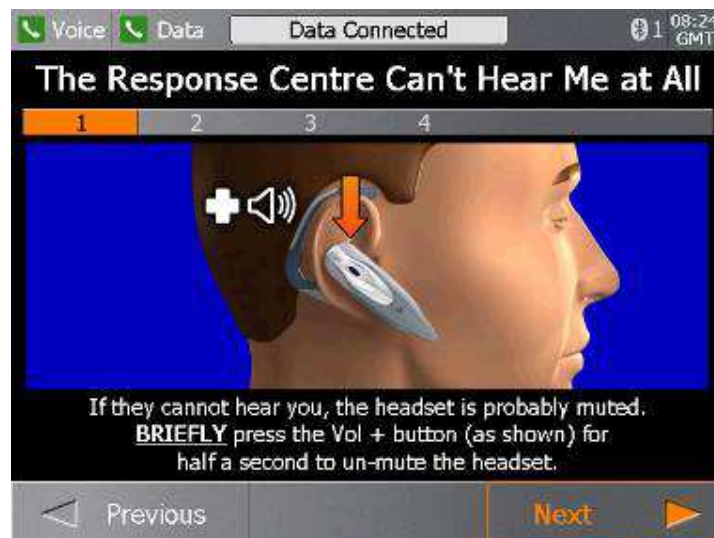 Voice Data Data Connected 1 08:24
GMT
The Response Centre Can't Hear Me at All
1 2 3 4
If they cannot hear you, the headset is probably muted.
BRIEFLY press the Vol + button (as shown) for
half a second to un-mute the headset.
Previous Next